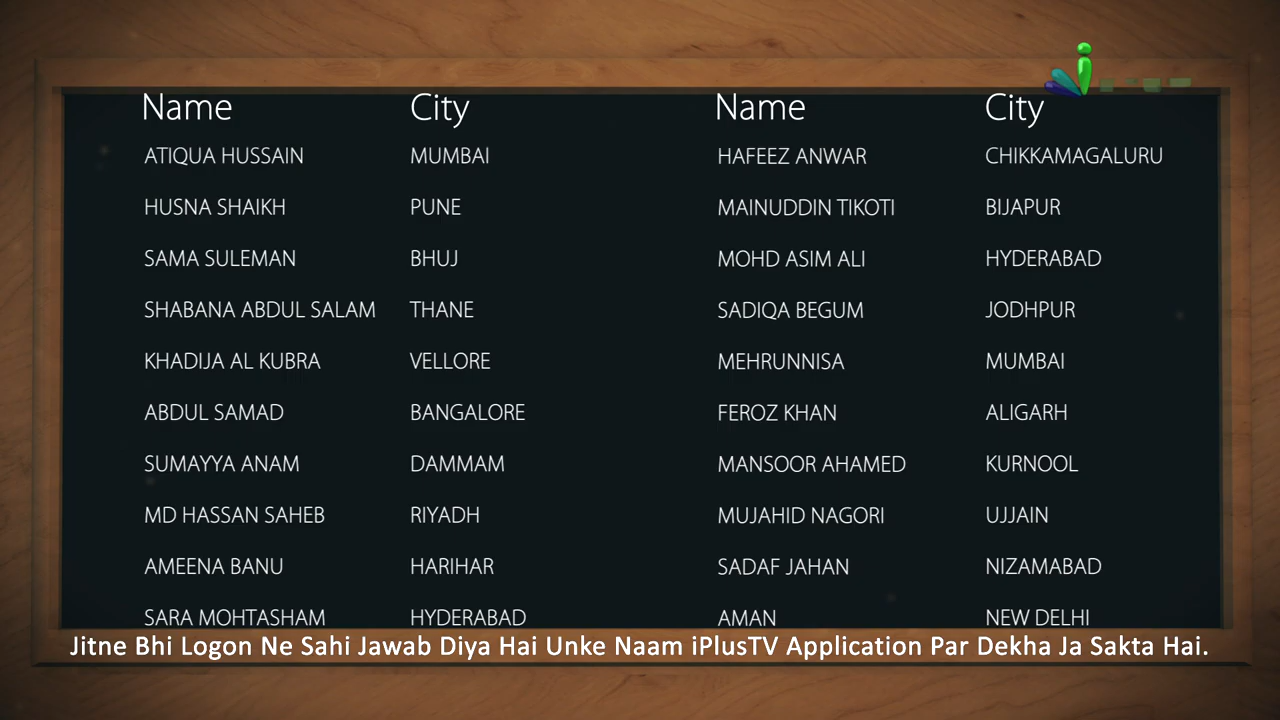 Name City Name City
ATIQUA HUSSAIN MUMBAI HAFEEZ ANWAR CHIKKAMAGALURU
HUSNA SHAIKH PUNE MAINUDDIN TIKOTI BIJAPUR
SAMA SULEMAN BHUJ MOHD ASIM ALI HYDERABAD
SHABANA ABDUL SALAM THANE SADIQA BEGUM JODHPUR
KHADIJA AL KUBRA VELLORE MEHRUNNISA MUMBAI
ABDUL SAMAD BANGALORE FEROZ KHAN ALIGARH
SUMAYYA ANAM DAMMAM MANSOOR AHAMED KURNOOL
MD HASSAN SAHEB RIYADH MUJAHID NAGORI UJJAIN
AMEENA BANU HARIHAR SADAF JAHAN NIZAMABAD
SARA MOHTASHAM HYDERABAD AMAN NEW DELHI
Jitne Bhi Logon Ne Sahi Jawab Diya Hai Unke Naam iPlusTV Application Par Dekha Ja Sakta Hai.